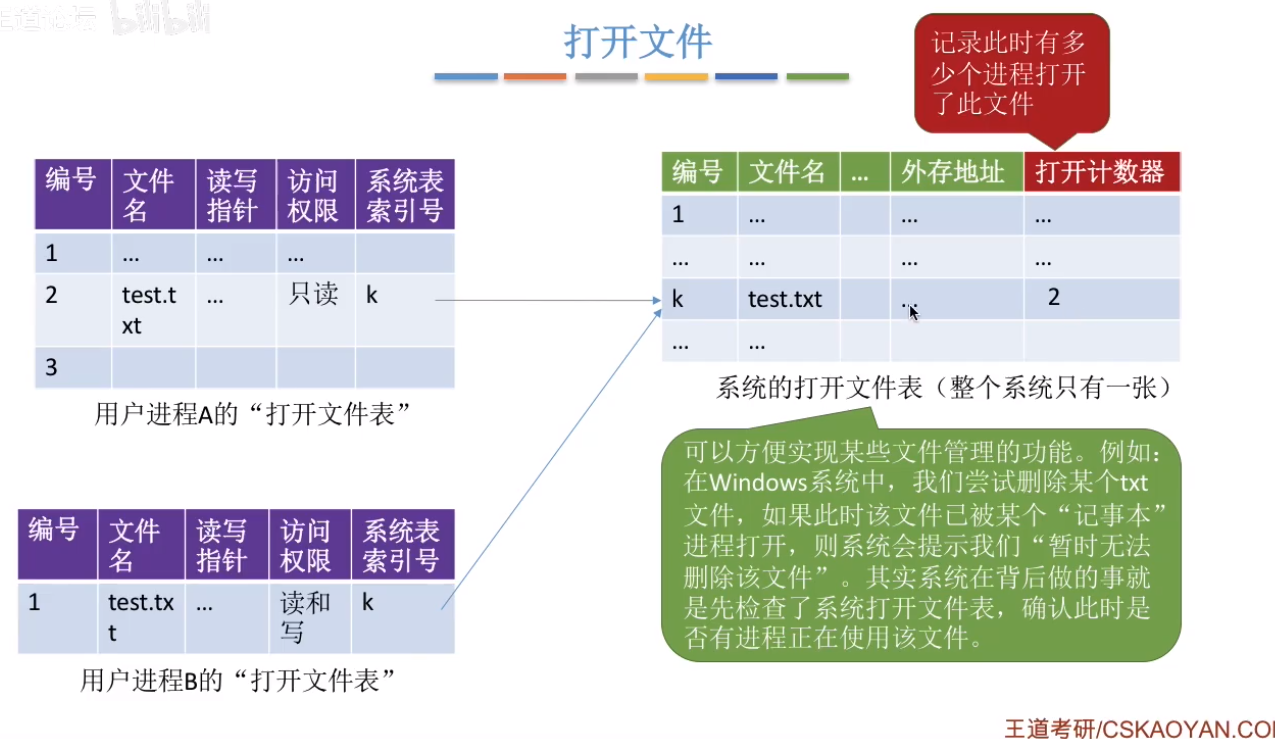 bilibili
打开文件
记录此时有多
少个进程打开
了此文件
编号 文件名 读写指针 访问权限 系统表索引号
1 … … …
2 test.txt … 只读 k
3
用户进程A的“打开文件表”
编号 文件名 读写指针 访问权限 系统表索引号
1 test.txt … 读和写 k
用户进程B的“打开文件表”
编号 文件名 … 外存地址 打开计数器
1 … … …
… … … …
k test.txt … 2
… …
系统的打开文件表（整个系统只有一张）
可以方便实现某些文件管理的功能。例如：
在Windows系统中，我们尝试删除某个txt
文件，如果此时该文件已被某个“记事本”
进程打开，则系统会提示我们“暂时无法
删除该文件”。其实系统在背后做的事就
是先检查了系统打开文件表，确认此时是
否有进程正在使用该文件。
王道考研/CSKAOYAN.CO